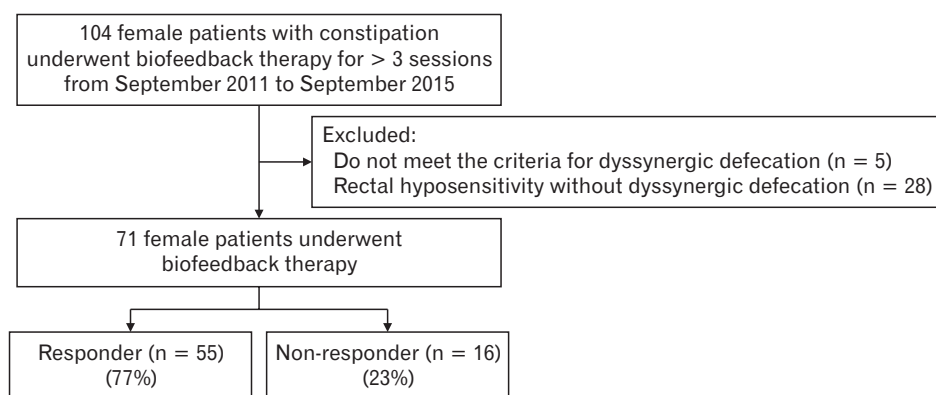 104 female patients with constipation
underwent biofeedback therapy for > 3 sessions
from September 2011 to September 2015
Excluded:
Do not meet the criteria for dyssynergic defecation (n = 5)
Rectal hyposensitivity without dyssynergic defecation (n = 28)
71 female patients underwent
biofeedback therapy
Responder (n = 55)
(77%)
Non-responder (n = 16)
(23%)